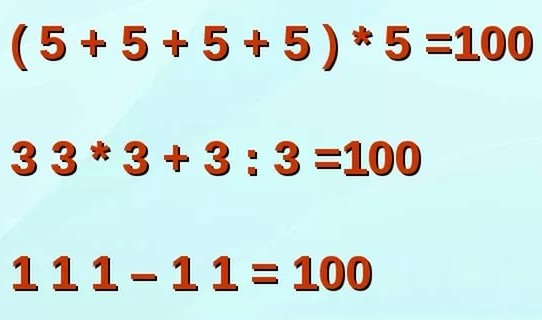 ( 5 + 5 + 5 + 5 ) * 5 =100
3 3 * 3 + 3 : 3 =100
1 1 1 – 1 1 = 100